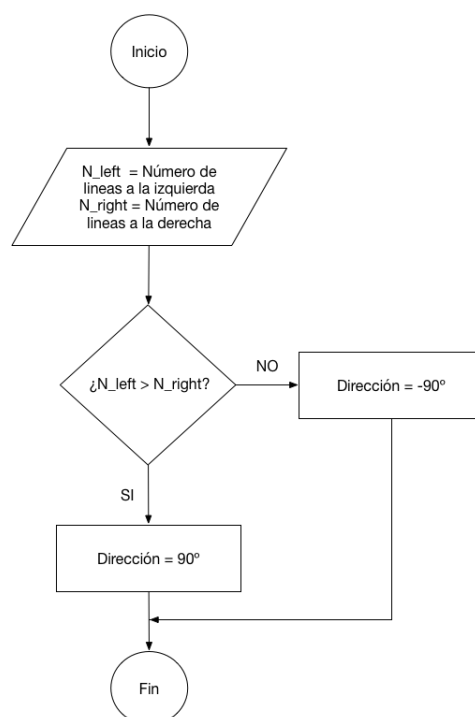 Inicio
N_left = Número de
lineas a la izquierda
N_right = Número de
lineas a la derecha
¿N_left > N_right?
NO
Dirección = -90º
SI
Dirección = 90º
Fin